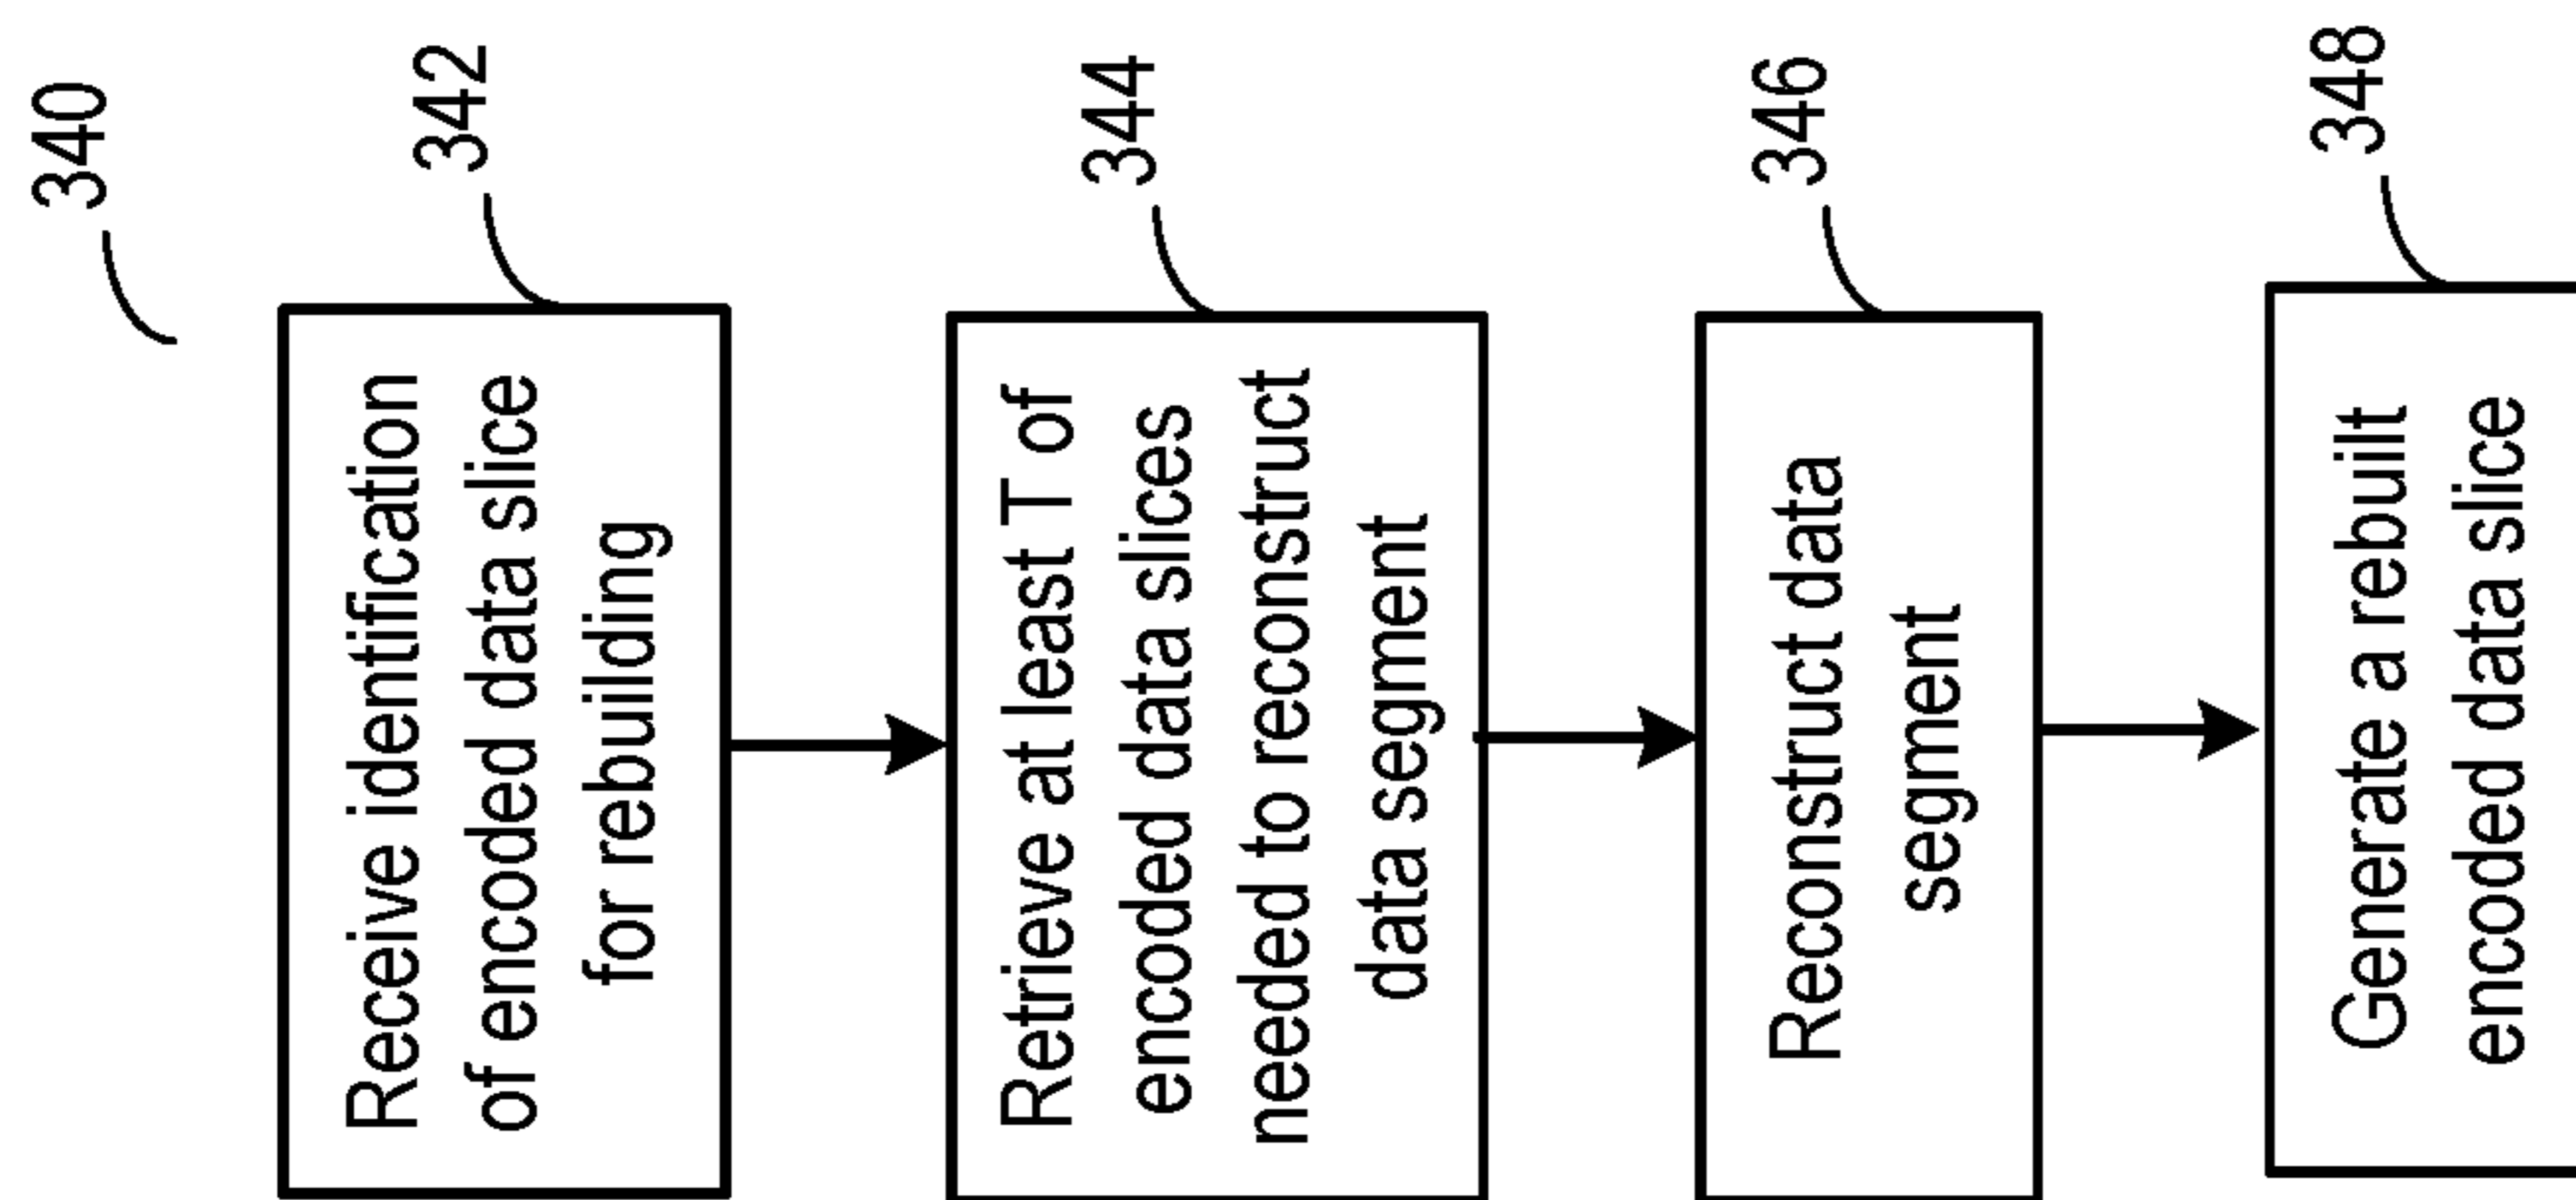 340
342
Receive identification
of encoded data slice
for rebuilding
344
Retrieve at least T of
encoded data slices
needed to reconstruct
data segment
346
Reconstruct data
segment
348
Generate a rebuilt
encoded data slice